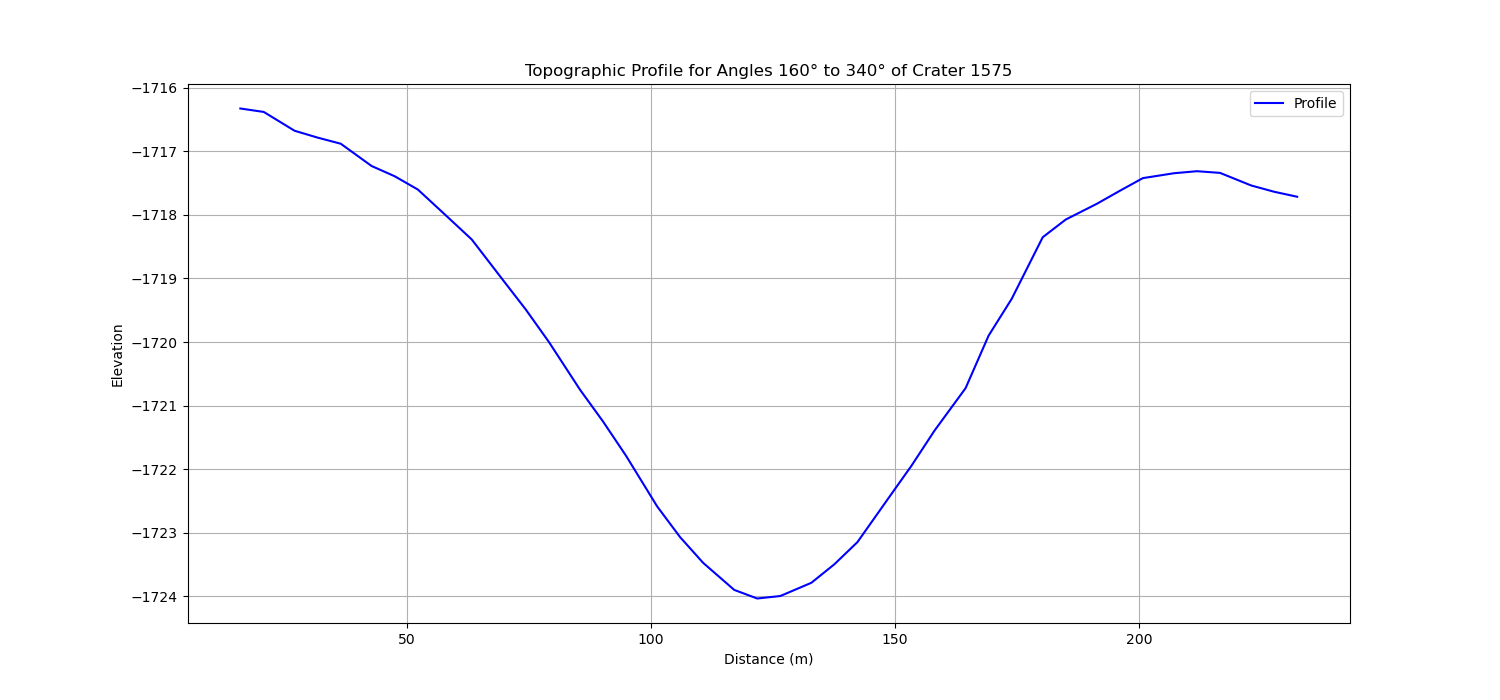 Topographic Profile for Angles 160° to 340° of Crater 1575
Profile
−1716
−1717
−1718
−1719
−1720
−1721
−1722
−1723
−1724
Elevation
50 100 150 200
Distance (m)